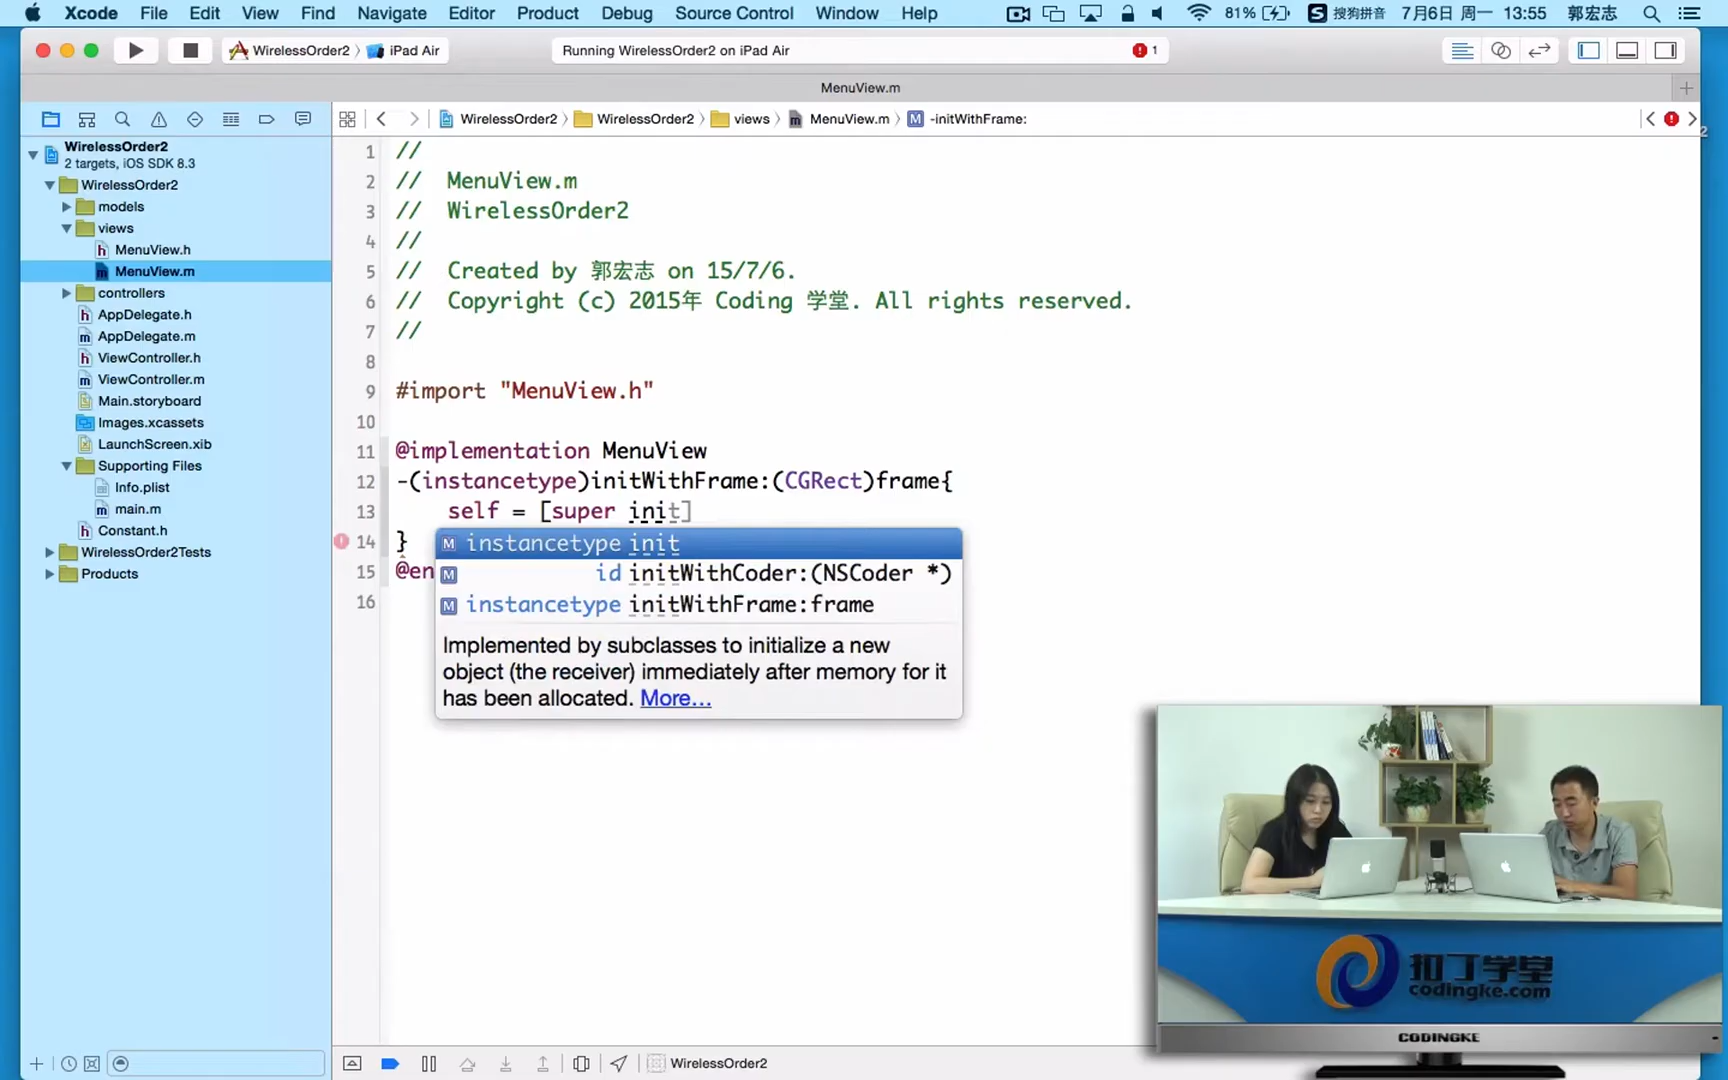 Xcode File Edit View Find Navigate Editor Product Debug Source Control Window Help 81% S 搜狗拼音 7月6日 周一 13:55 郭宏志
WirelessOrder2 iPad Air Running WirelessOrder2 on iPad Air 1
MenuView.m
WirelessOrder2 WirelessOrder2 views MenuView.m M -initWithFrame:
WirelessOrder2
2 targets, iOS SDK 8.3
WirelessOrder2
models
views
h MenuView.h
m MenuView.m
controllers
h AppDelegate.h
m AppDelegate.m
h ViewController.h
m ViewController.m
Main.storyboard
Images.xcassets
LaunchScreen.xib
Supporting Files
Info.plist
m main.m
h Constant.h
WirelessOrder2Tests
Products
1 //
2 // MenuView.m
3 // WirelessOrder2
4 //
5 // Created by 郭宏志 on 15/7/6.
6 // Copyright (c) 2015年 Coding 学堂. All rights reserved.
7 //
8
9 #import "MenuView.h"
10
11 @implementation MenuView
12 -(instancetype)initWithFrame:(CGRect)frame{
13 self = [super init]
14 }
15 @en
16
M instancetype init
M id initWithCoder:(NSCoder *)
M instancetype initWithFrame:frame
Implemented by subclasses to initialize a new
object (the receiver) immediately after memory for it
has been allocated. More...
扣丁学堂
codingke.com
CODINGKE
WirelessOrder2